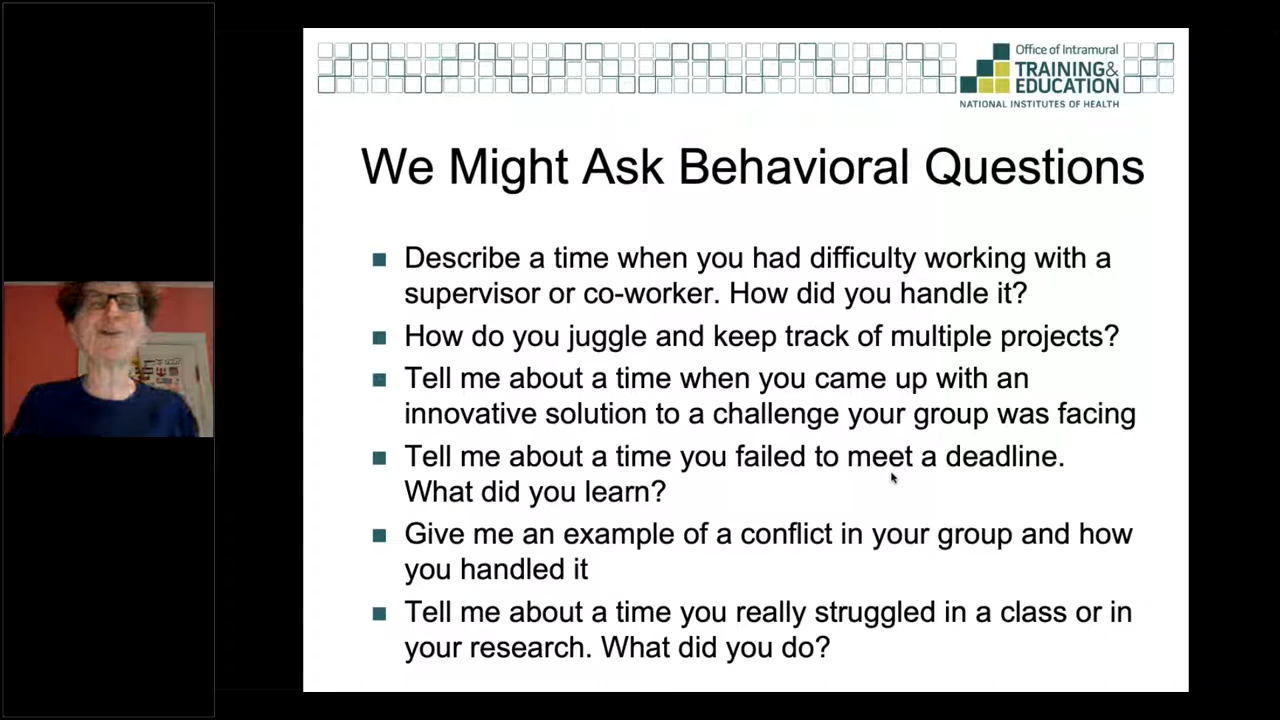 Office of Intramural
TRAINING&
EDUCATION
NATIONAL INSTITUTES OF HEALTH
We Might Ask Behavioral Questions
Describe a time when you had difficulty working with a
supervisor or co-worker. How did you handle it?
How do you juggle and keep track of multiple projects?
Tell me about a time when you came up with an
innovative solution to a challenge your group was facing
Tell me about a time you failed to meet a deadline.
What did you learn?
Give me an example of a conflict in your group and how
you handled it
Tell me about a time you really struggled in a class or in
your research. What did you do?